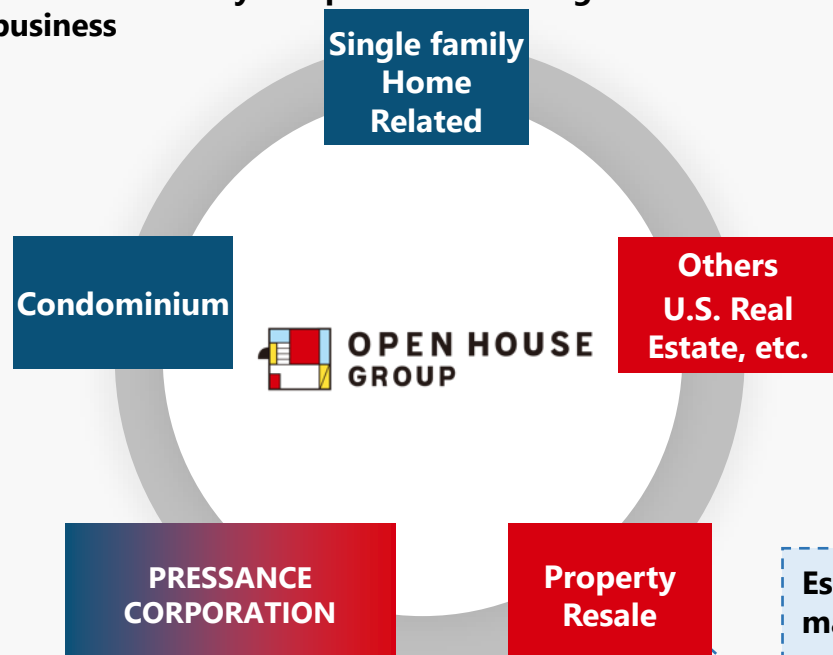 business
Single family
Home
Related
Condominium
Others
U.S. Real
Estate, etc.
OPEN HOUSE
GROUP
PRESSANCE
CORPORATION
Property
Resale